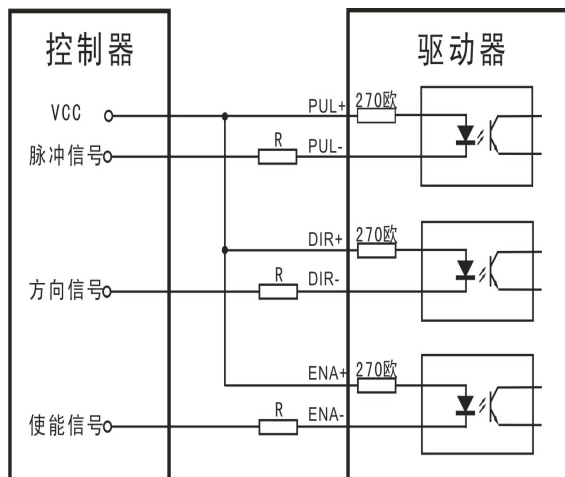 控制器
驱动器
VCC
PUL+
270欧
脉冲信号
R
PUL-
DIR+
270欧
方向信号
R
DIR-
ENA+
270欧
使能信号
R
ENA-